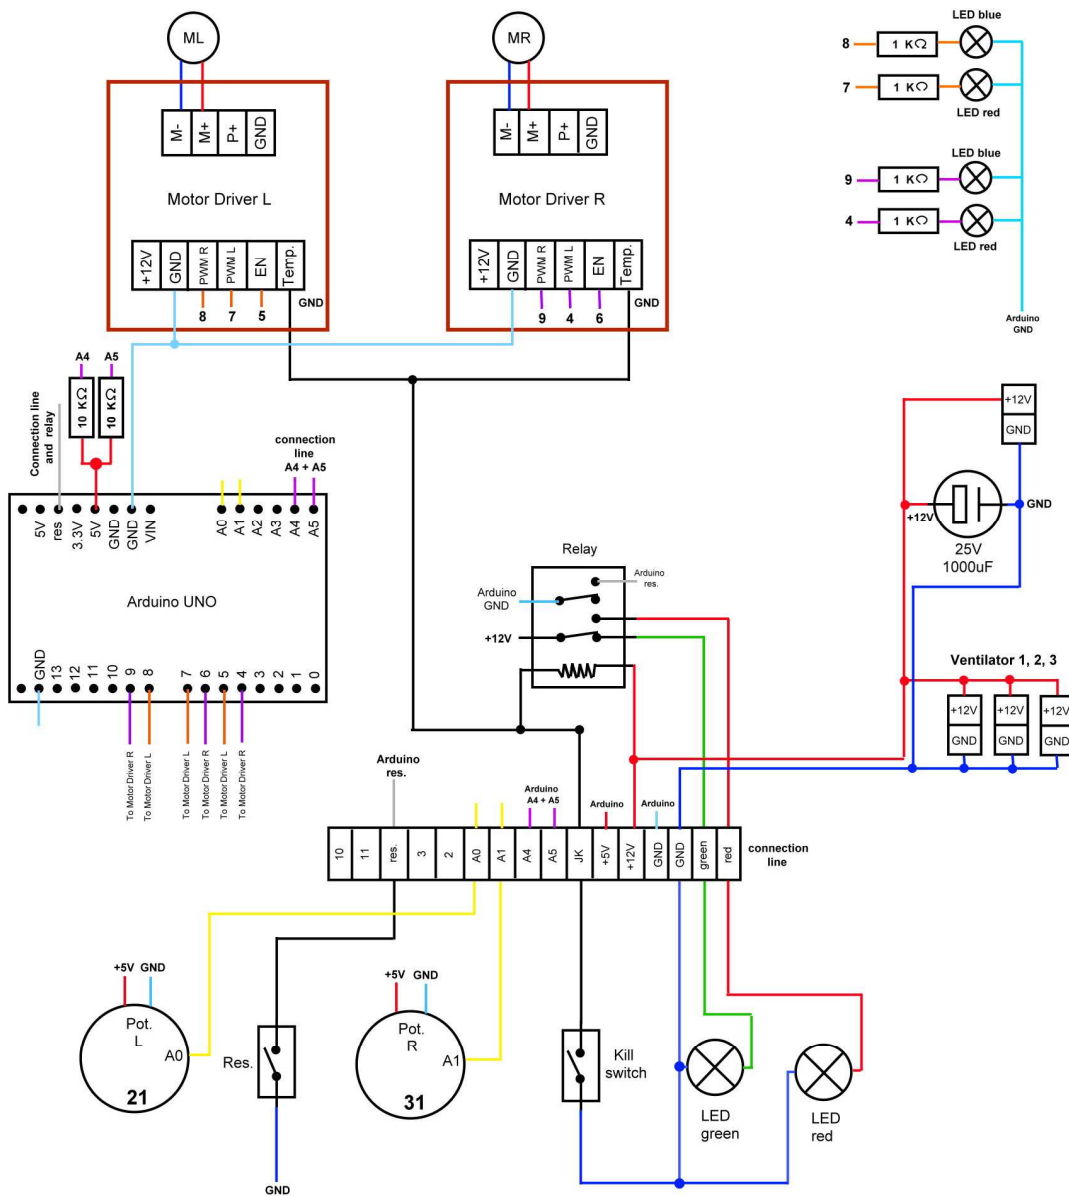 ML
MR
M-
M+
P+
GND
Motor Driver L
+12V
GND
PWM R
PWM L
EN
Temp.
GND
8
7
5
M-
M+
P+
GND
Motor Driver R
+12V
GND
PWM R
PWM L
EN
Temp.
GND
9
4
6
LED blue
8
1 KΩ
7
1 KΩ
LED red
LED blue
9
1 KΩ
4
1 KΩ
LED red
Arduino
GND
A4
A5
10 KΩ
10 KΩ
Connection line
and relay
connection
line
A4 + A5
5V
res
3.3V
5V
GND
GND
VIN
A0
A1
A2
A3
A4
A5
Arduino UNO
GND
13
12
11
10
9
8
7
6
5
4
3
2
1
0
To Motor Driver R
To Motor Driver L
To Motor Driver L
To Motor Driver R
To Motor Driver L
To Motor Driver R
Relay
Arduino
res.
Arduino
GND
+12V
+12V
GND
+12V
GND
25V
1000uF
Ventilator 1, 2, 3
+12V
GND
+12V
GND
+12V
GND
Arduino
res.
Arduino
A4 + A5
Arduino
Arduino
10
11
res.
3
2
A0
A1
A4
A5
JK
+5V
+12V
GND
GND
green
red
connection
line
+5V GND
Pot.
L
A0
21
Res.
GND
+5V GND
Pot.
R
A1
31
Kill
switch
LED
green
LED
red